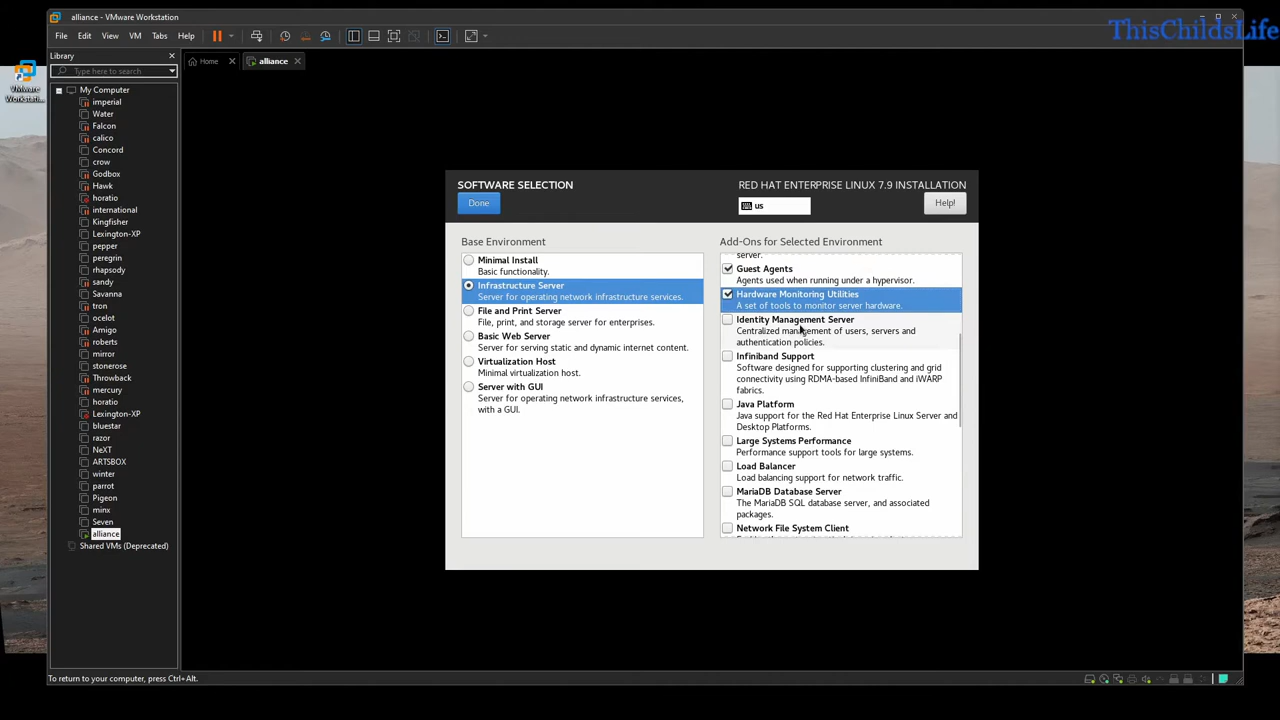 alliance - VMware Workstation
ThisChildsLife
File Edit View VM Tabs Help
Library
Type here to search
Home
alliance
VMware
Workstati...
My Computer
imperial
Water
Falcon
calico
Concord
crow
Godbox
Hawk
horatio
international
Kingfisher
Lexington-XP
pepper
peregrine
rhapsody
sandy
Savanna
tron
ocelot
Amigo
roberts
mirror
stonerose
Throwback
mercury
horatio
Lexington-XP
bluestar
razor
NeXT
ARTSBOX
winter
parrot
Pigeon
minx
Seven
alliance
Shared VMs (Deprecated)
SOFTWARE SELECTION
Done
RED HAT ENTERPRISE LINUX 7.9 INSTALLATION
us
Help!
Base Environment
Minimal Install
Basic functionality.
Infrastructure Server
Server for operating network infrastructure services.
File and Print Server
File, print, and storage server for enterprises.
Basic Web Server
Server for serving static and dynamic internet content.
Virtualization Host
Minimal virtualization host.
Server with GUI
Server for operating network infrastructure services,
with a GUI.
Add-Ons for Selected Environment
server.
Guest Agents
Agents used when running under a hypervisor.
Hardware Monitoring Utilities
A set of tools to monitor server hardware.
Identity Management Server
Centralized management of users, servers and
authentication policies.
Infiniband Support
Software designed for supporting clustering and grid
connectivity using RDMA-based InfiniBand and iWARP
fabrics.
Java Platform
Java support for the Red Hat Enterprise Linux Server and
Desktop Platforms.
Large Systems Performance
Performance support tools for large systems.
Load Balancer
Load balancing support for network traffic.
MariaDB Database Server
The MariaDB SQL database server, and associated
packages.
Network File System Client
To return to your computer, press Ctrl+Alt.